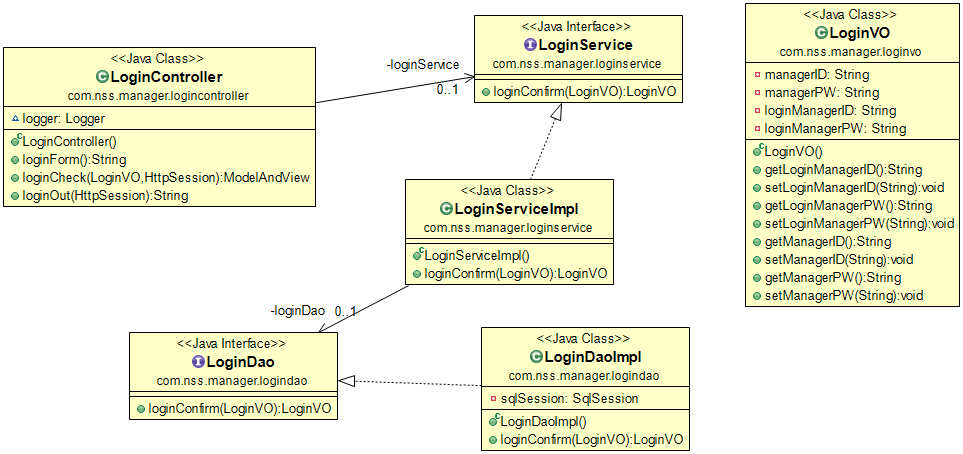 <<Java Class>>
LoginController
com.nss.manager.logincontroller
logger: Logger
LoginController()
loginForm():String
loginCheck(LoginVO,HttpSession):ModelAndView
loginOut(HttpSession):String
-loginService
0..1
<<Java Interface>>
LoginService
com.nss.manager.loginservice
loginConfirm(LoginVO):LoginVO
<<Java Class>>
LoginVO
com.nss.manager.loginvo
managerID: String
managerPW: String
loginManagerID: String
loginManagerPW: String
LoginVO()
getLoginManagerID():String
setLoginManagerID(String):void
getLoginManagerPW():String
setLoginManagerPW(String):void
getManagerID():String
setManagerID(String):void
getManagerPW():String
setManagerPW(String):void
<<Java Class>>
LoginServiceImpl
com.nss.manager.loginservice
LoginServiceImpl()
loginConfirm(LoginVO):LoginVO
-loginDao
0..1
<<Java Interface>>
LoginDao
com.nss.manager.logindao
loginConfirm(LoginVO):LoginVO
<<Java Class>>
LoginDaoImpl
com.nss.manager.logindao
sqlSession: SqlSession
LoginDaoImpl()
loginConfirm(LoginVO):LoginVO